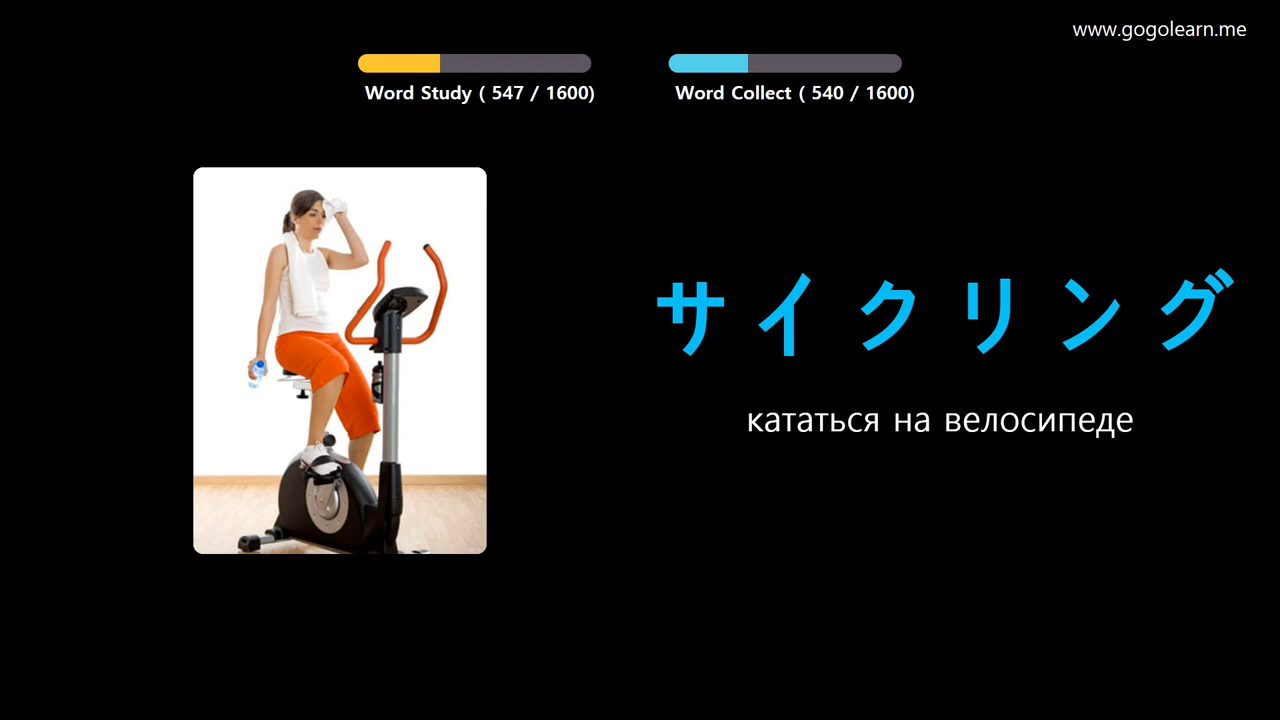 www.gogolearn.me
Word Study ( 547 / 1600)
Word Collect ( 540 / 1600)
サイクリング
кататься на велосипеде